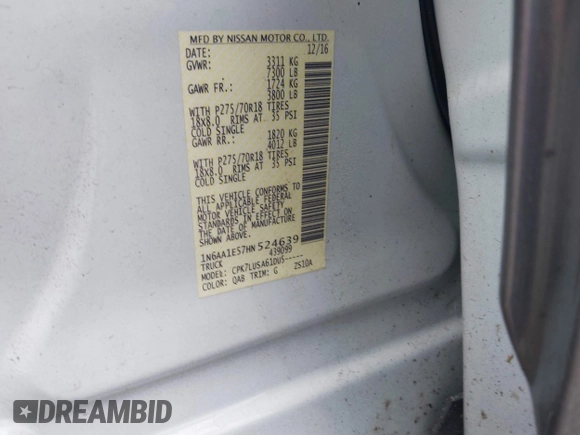 MFD BY NISSAN MOTOR CO., LTD.
DATE: 12/16
GVWR: 3311 KG
7300 LB
GAWR FR.: 1724 KG
3800 LB
WITH P275/70R18 TIRES
18X8.0 RIMS AT 35 PSI
COLD SINGLE
GAWR RR.: 1820 KG
4012 LB
WITH P275/70R18 TIRES
18X8.0 RIMS AT 35 PSI
COLD SINGLE
THIS VEHICLE CONFORMS TO
ALL APPLICABLE FEDERAL
MOTOR VEHICLE SAFETY
STANDARDS IN EFFECT ON
THE DATE OF MANUFACTURE
SHOWN ABOVE.
1N6AA1E57HN524639
TRUCK 439099
MODEL: CPK7LUSA61DUS-----
COLOR: QAB TRIM: G ZS10A
DREAMBID